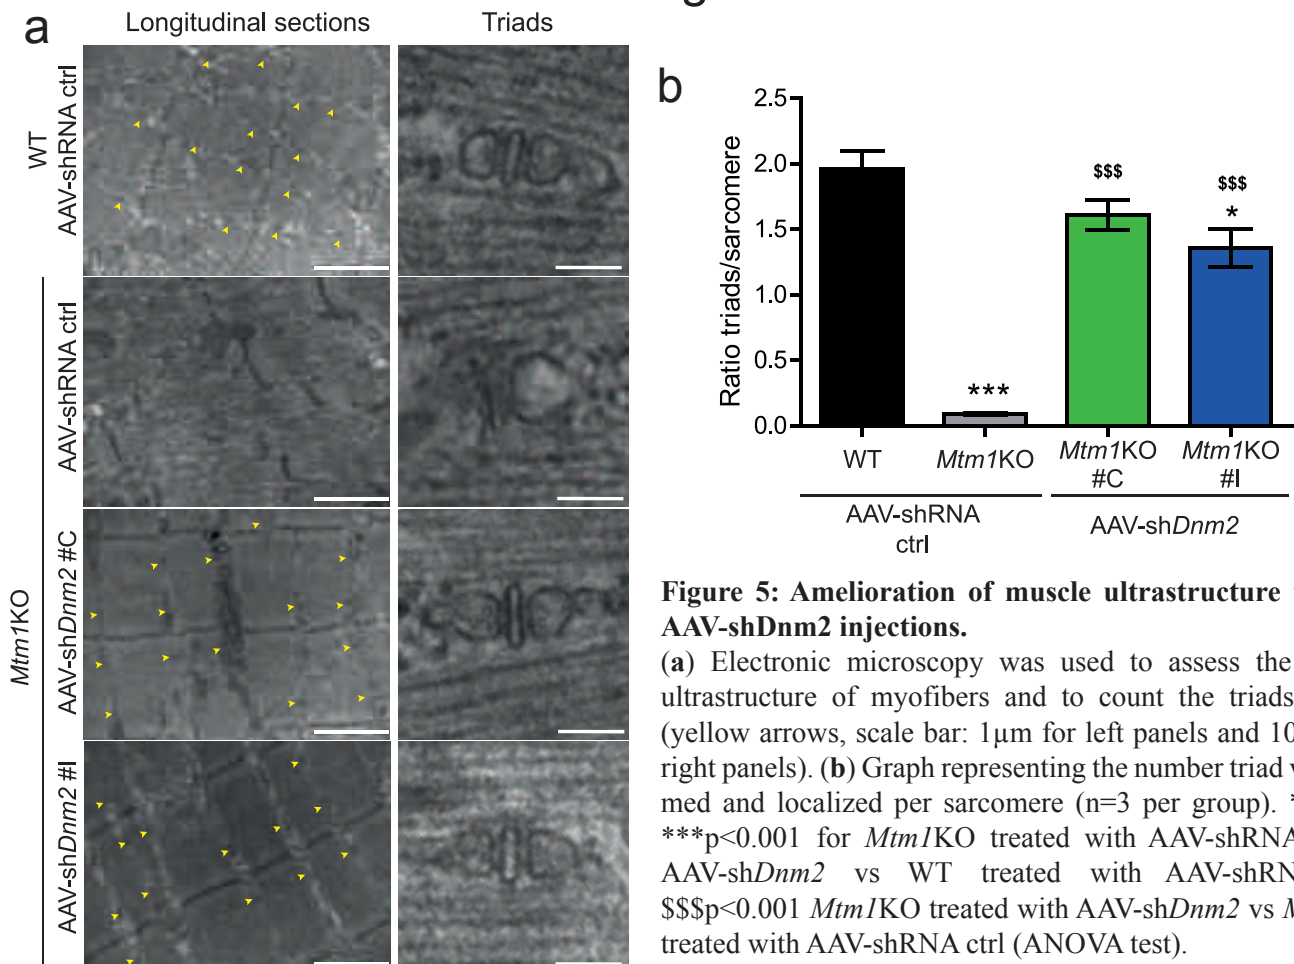 a
Longitudinal sections
Triads
WT
AAV-shRNA ctrl
Mtm1KO
AAV-shRNA ctrl
AAV-shDnm2 #C
AAV-shDnm2 #I
b
Ratio triads/sarcomere
2.5
2.0
1.5
1.0
0.5
0.0
***
$$$
$$$
*
WT
Mtm1KO
Mtm1KO
#C
Mtm1KO
#I
AAV-shRNA
ctrl
AAV-shDnm2
Figure 5: Amelioration of muscle ultrastructure
AAV-shDnm2 injections.
(a) Electronic microscopy was used to assess the
ultrastructure of myofibers and to count the triads
(yellow arrows, scale bar: 1μm for left panels and 10
right panels). (b) Graph representing the number triad
med and localized per sarcomere (n=3 per group). *
***p<0.001 for Mtm1KO treated with AAV-shRNA
AAV-shDnm2 vs WT treated with AAV-shRN
$$$p<0.001 Mtm1KO treated with AAV-shDnm2 vs M
treated with AAV-shRNA ctrl (ANOVA test).